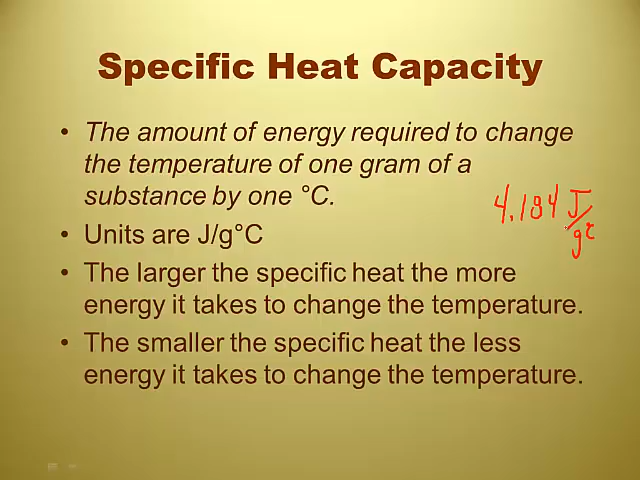 Specific Heat Capacity
• The amount of energy required to change
the temperature of one gram of a
substance by one °C.
4.184 J/
• Units are J/g°C
• The larger the specific heat the more
energy it takes to change the temperature.
• The smaller the specific heat the less
energy it takes to change the temperature.